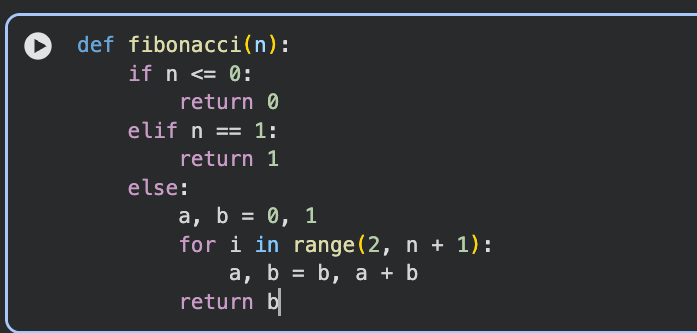 def fibonacci(n):
    if n <= 0:
        return 0
    elif n == 1:
        return 1
    else:
        a, b = 0, 1
        for i in range(2, n + 1):
            a, b = b, a + b
        return b